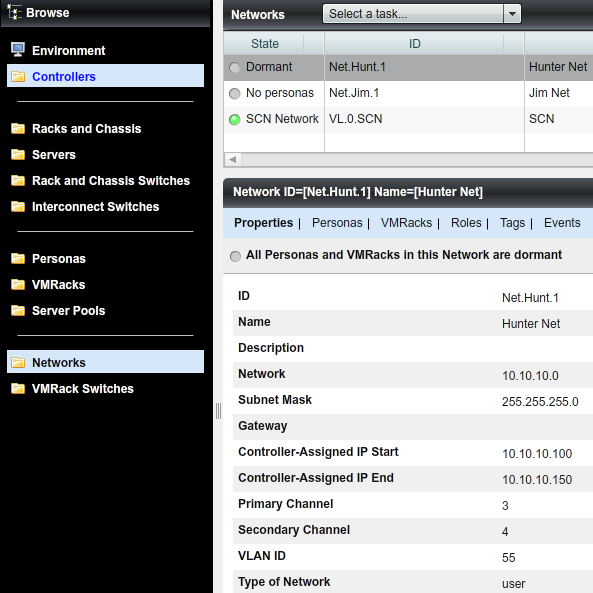 Browse
Environment
Controllers
Racks and Chassis
Servers
Rack and Chassis Switches
Interconnect Switches
Personas
VMRacks
Server Pools
Networks
VMRack Switches
Networks Select a task...
State ID
Dormant Net.Hunt.1 Hunter Net
No personas Net.Jim.1 Jim Net
SCN Network VL.0.SCN SCN
Network ID=[Net.Hunt.1] Name=[Hunter Net]
Properties | Personas | VMRacks | Roles | Tags | Events
All Personas and VMRacks in this Network are dormant
ID Net.Hunt.1
Name Hunter Net
Description
Network 10.10.10.0
Subnet Mask 255.255.255.0
Gateway
Controller-Assigned IP Start 10.10.10.100
Controller-Assigned IP End 10.10.10.150
Primary Channel 3
Secondary Channel 4
VLAN ID 55
Type of Network user